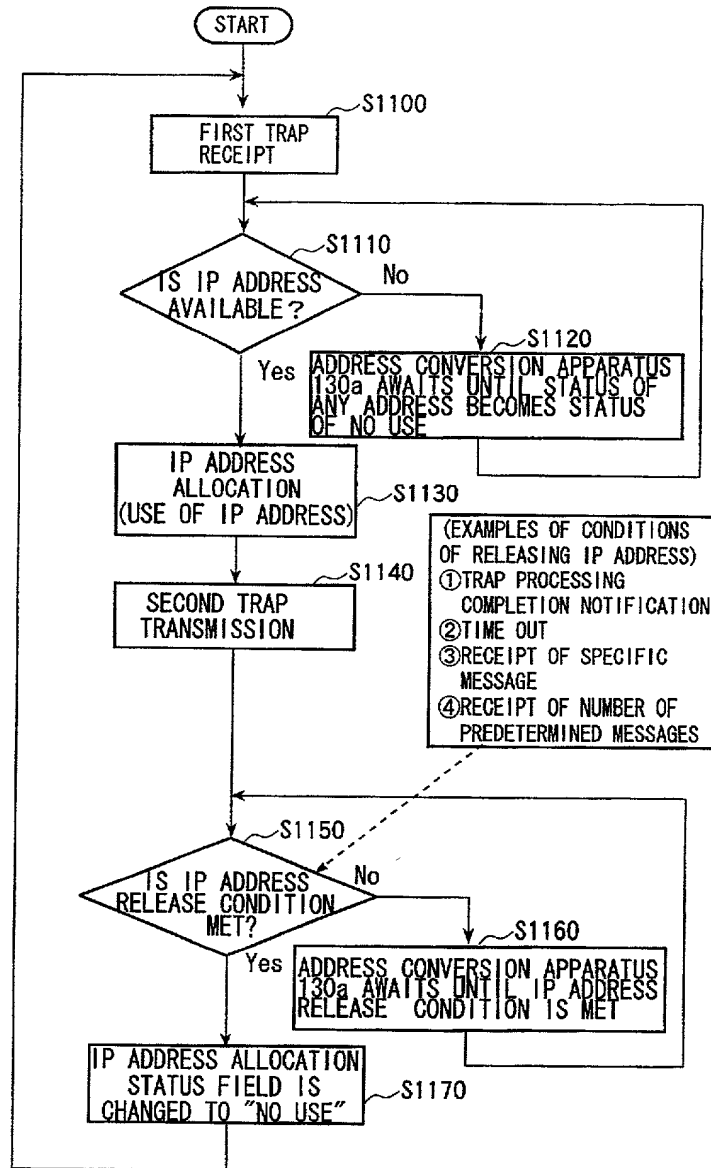 START
S1100
FIRST TRAP
RECEIPT
S1110
IS IP ADDRESS
AVAILABLE?
No
Yes
S1120
ADDRESS CONVERSION APPARATUS
130a AWAITS UNTIL STATUS OF
ANY ADDRESS BECOMES STATUS
OF NO USE
IP ADDRESS
ALLOCATION
(USE OF IP ADDRESS)
S1130
S1140
SECOND TRAP
TRANSMISSION
(EXAMPLES OF CONDITIONS
OF RELEASING IP ADDRESS)
①TRAP PROCESSING
COMPLETION NOTIFICATION
②TIME OUT
③RECEIPT OF SPECIFIC
MESSAGE
④RECEIPT OF NUMBER OF
PREDETERMINED MESSAGES
S1150
IS IP ADDRESS
RELEASE CONDITION
MET?
No
Yes
S1160
ADDRESS CONVERSION APPARATUS
130a AWAITS UNTIL IP ADDRESS
RELEASE CONDITION IS MET
IP ADDRESS ALLOCATION
STATUS FIELD IS
CHANGED TO "NO USE"
S1170